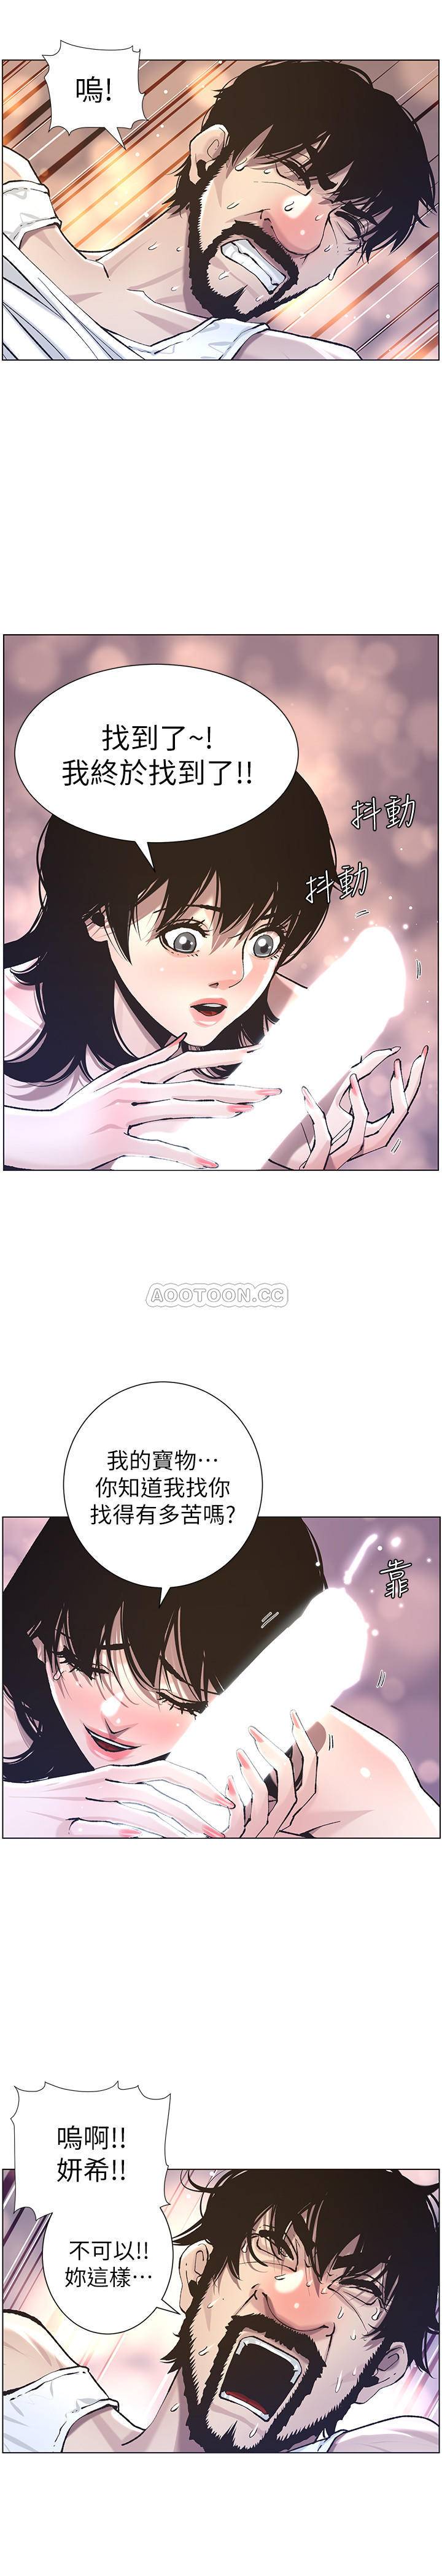 嗚!
找到了~!
我終於找到了!!
抖動
抖動
AOOTOON.CC
我的寶物⋯
你知道我找你
找得有多苦嗎?
靠
嗚啊!!
妍希!!
不可以!!
妳這樣⋯